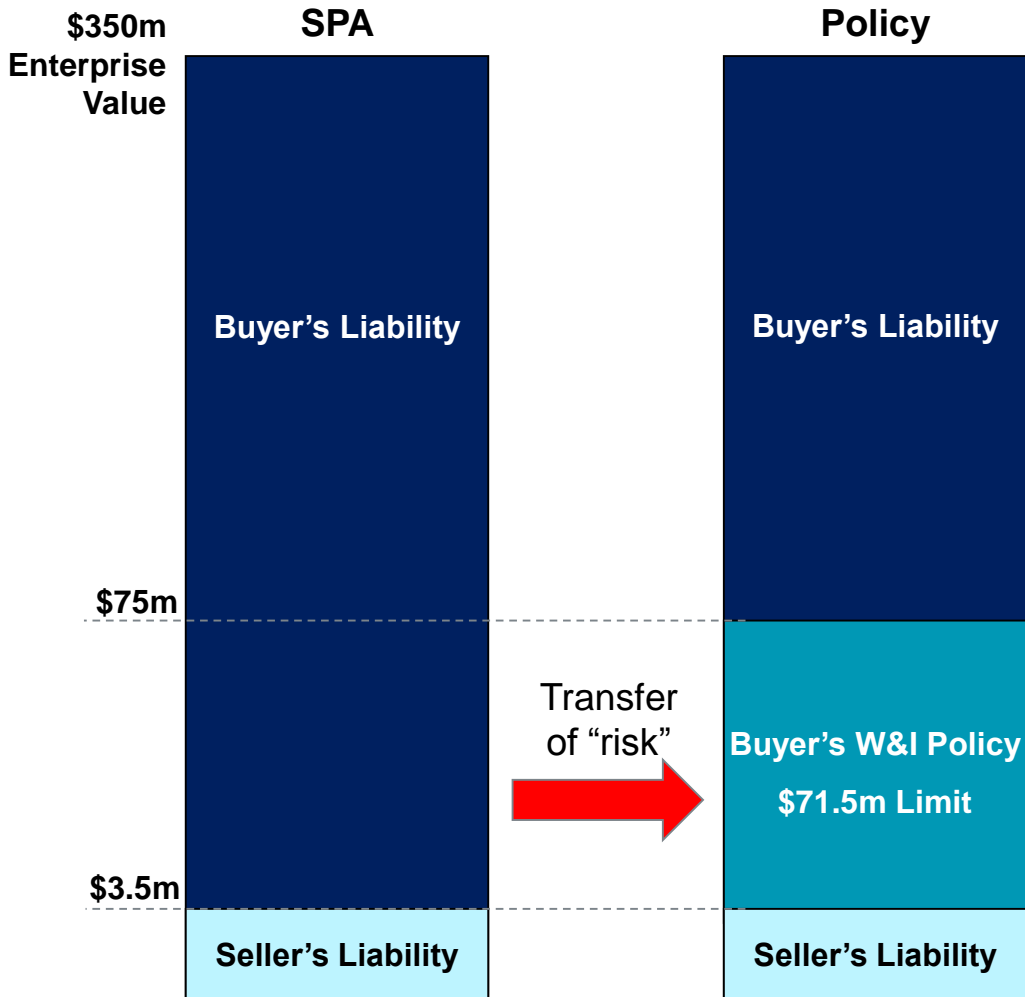 $350m
Enterprise
Value
SPA
Policy
Buyer’s Liability
Buyer’s Liability
$75m
Transfer
of “risk”
Buyer’s W&I Policy
$71.5m Limit
$3.5m
Seller’s Liability
Seller’s Liability